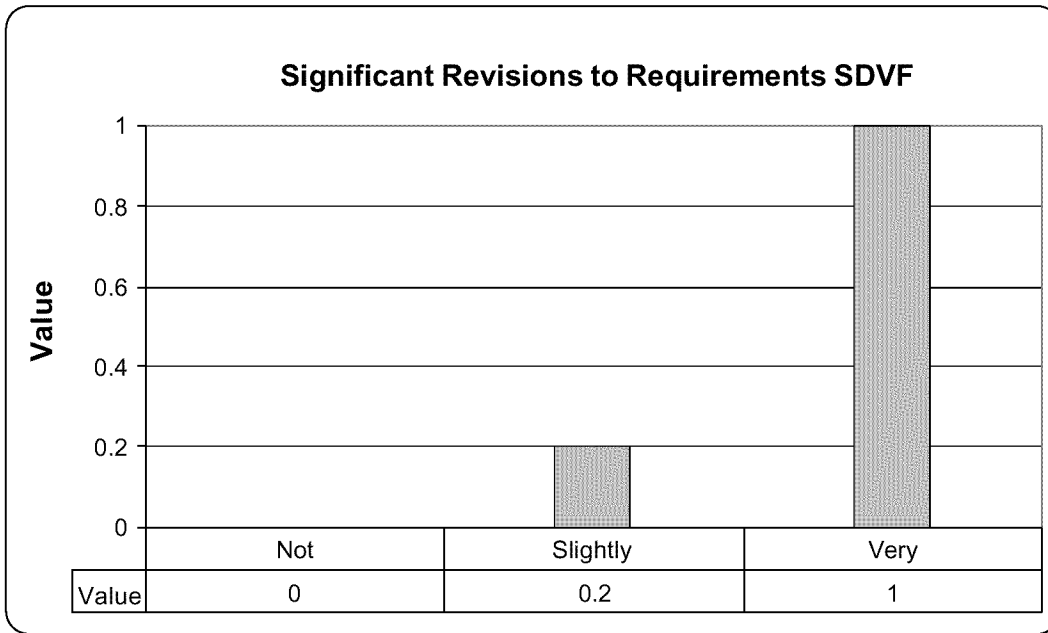 Significant Revisions to Requirements SDVF
Value
1
0.8
0.6
0.4
0.2
0
Not Slightly Very
Value 0 0.2 1